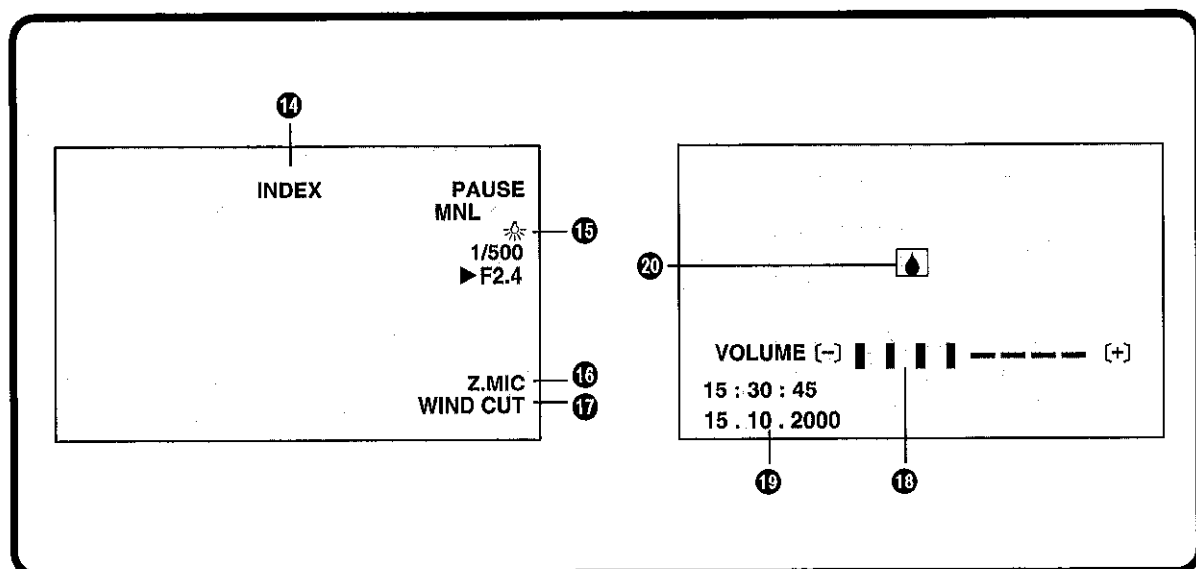 14
INDEX PAUSE
MNL
15
1/500
▶F2.4
Z.MIC 16
WIND CUT 17
20
VOLUME [-] [+]
15 : 30 : 45
15 . 10 . 2000
19 18